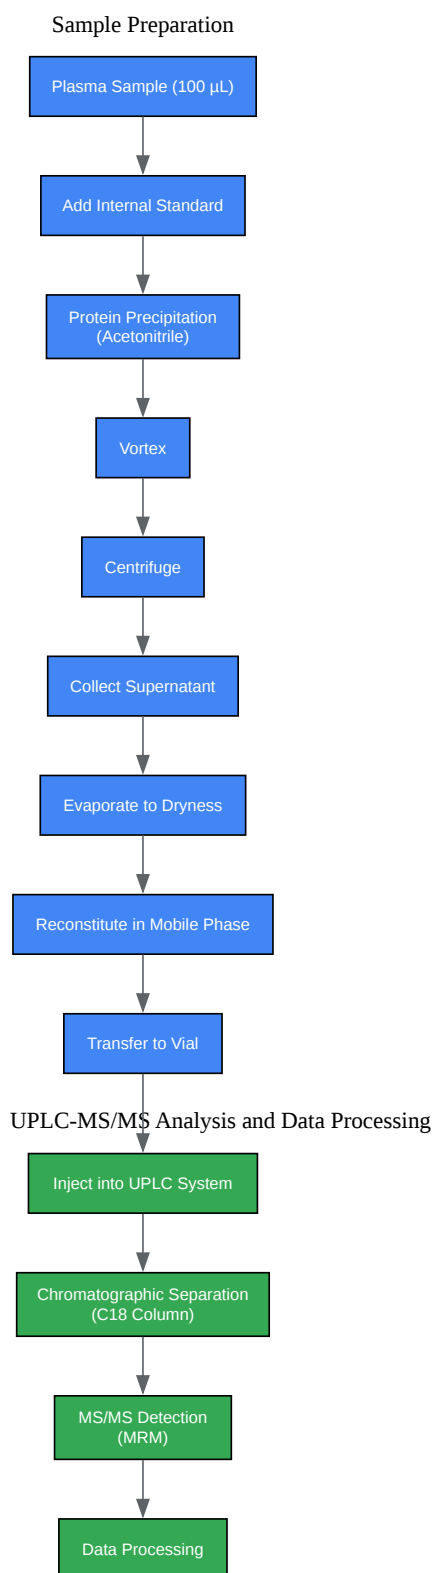 Sample Preparation
Plasma Sample (100 µL)
Add Internal Standard
Protein Precipitation
(Acetonitrile)
Vortex
Centrifuge
Collect Supernatant
Evaporate to Dryness
Reconstitute in Mobile Phase
Transfer to Vial
UPLC-MS/MS Analysis and Data Processing
Inject into UPLC System
Chromatographic Separation
(C18 Column)
MS/MS Detection
(MRM)
Data Processing